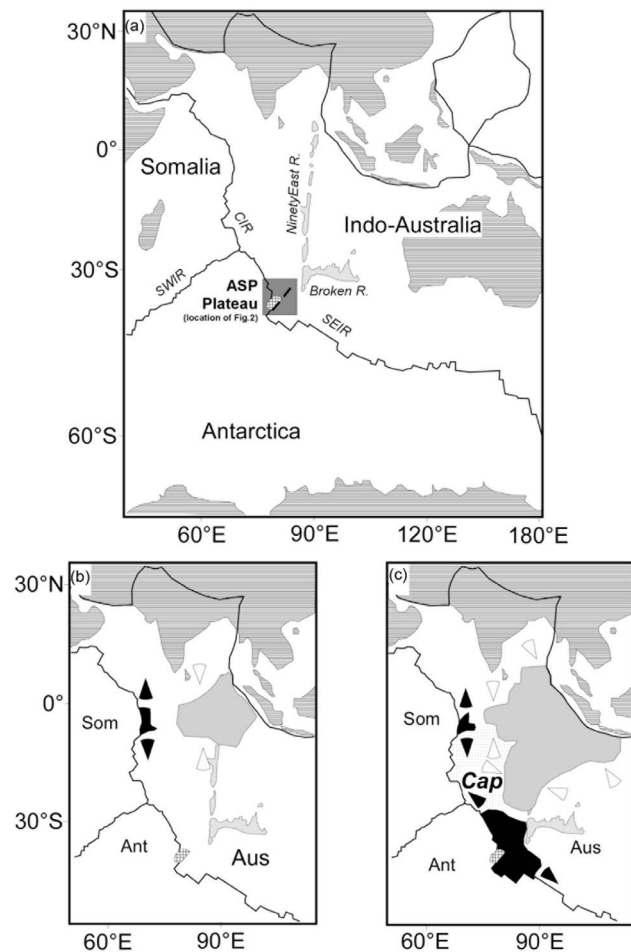 (a)
30°N
Somalia
0°
NinetyEast R.
Indo-Australia
CIR
30°S
SWIR
ASP
Plateau
(location of Fig.2)
Broken R.
SEIR
60°S
Antarctica
60°E 90°E 120°E 180°E
(b)
30°N
0°
Som
30°S
Ant
Aus
60°E 90°E
(c)
Som
Cap
Ant
Aus
60°E 90°E